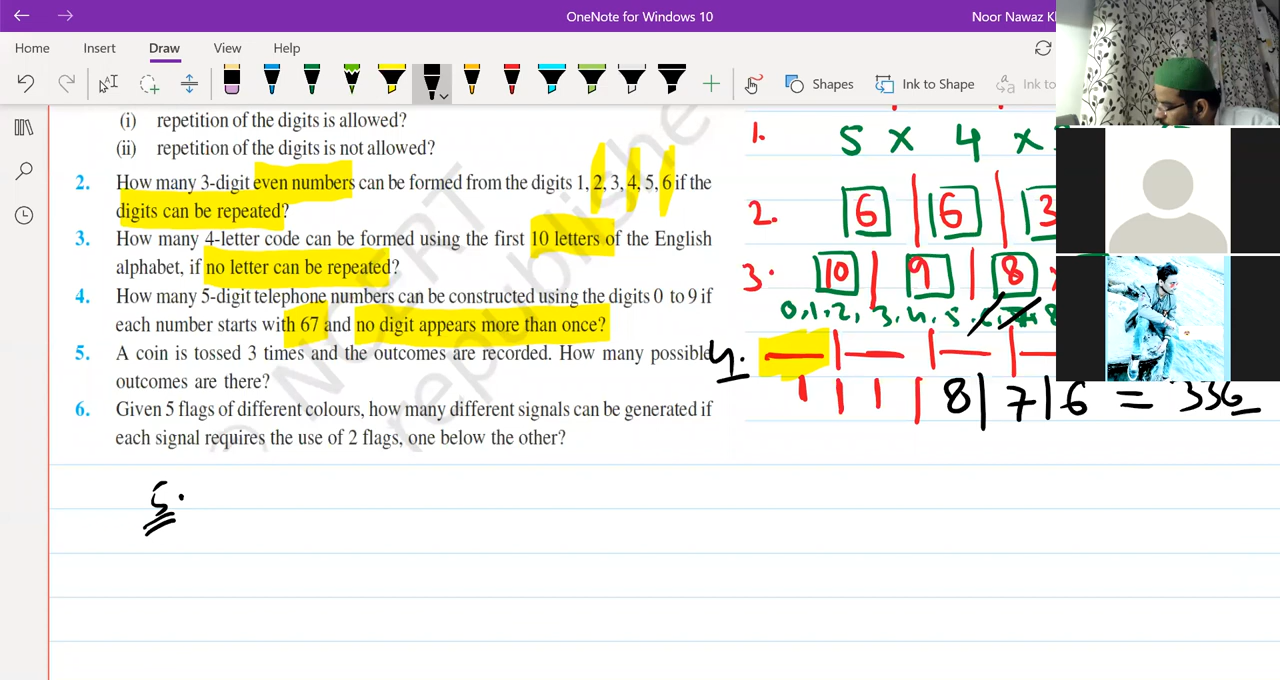 OneNote for Windows 10
Noor Nawaz
Home Insert Draw View Help
Shapes Ink to Shape Ink to
(i) repetition of the digits is allowed?
(ii) repetition of the digits is not allowed?
2. How many 3-digit even numbers can be formed from the digits 1, 2, 3, 4, 5, 6 if the
digits can be repeated?
3. How many 4-letter code can be formed using the first 10 letters of the English
alphabet, if no letter can be repeated?
4. How many 5-digit telephone numbers can be constructed using the digits 0 to 9 if
each number starts with 67 and no digit appears more than once?
5. A coin is tossed 3 times and the outcomes are recorded. How many possible
outcomes are there?
6. Given 5 flags of different colours, how many different signals can be generated if
each signal requires the use of 2 flags, one below the other?
1. 5 x 4 x
2. 6 | 6 | 3
3. 10 | 9 | 8
0, 1, 2, 3, 4, 5, 6, 7, 8
4.
1 | 1 | 8 | 7 | 6 = 336
5.
NCERT